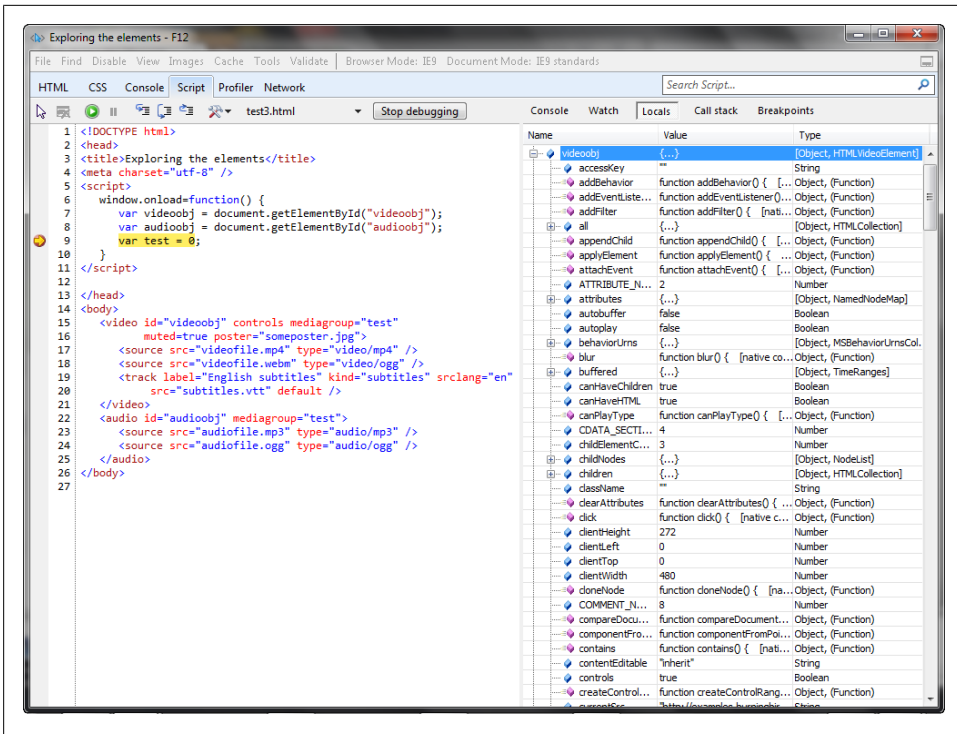 Exploring the elements - F12
File Find Disable View Images Cache Tools Validate Browser Mode: IE9 Document Mode: IE9 standards
HTML CSS Console Script Profiler Network Search Script...
test3.html Stop debugging Console Watch Locals Call stack Breakpoints
1 <!DOCTYPE html>
2 <head>
3 <title>Exploring the elements</title>
4 <meta charset="utf-8" />
5 <script>
6 window.onload=function() {
7 var videoobj = document.getElementById("videoobj");
8 var audioobj = document.getElementById("audioobj");
9 var test = 0;
10 }
11 </script>
12
13 </head>
14 <body>
15 <video id="videoobj" controls mediagroup="test"
16 muted=true poster="someposter.jpg">
17 <source src="videofile.mp4" type="video/mp4" />
18 <source src="videofile.webm" type="video/ogg" />
19 <track label="English subtitles" kind="subtitles" srclang="en"
20 src="subtitles.vtt" default />
21 </video>
22 <audio id="audioobj" mediagroup="test">
23 <source src="audiofile.mp3" type="audio/mp3" />
24 <source src="audiofile.ogg" type="audio/ogg" />
25 </audio>
26 </body>
27
Name Value Type
videoobj {...} [Object, HTMLVideoElement]
accessKey "" String
addBehavior function addBehavior() { [... Object, (Function)
addEventListe... function addEventListener()... Object, (Function)
addFilter function addFilter() { [nati... Object, (Function)
all {...} [Object, HTMLCollection]
appendChild function appendChild() { [... Object, (Function)
applyElement function applyElement() { ... Object, (Function)
attachEvent function attachEvent() { [... Object, (Function)
ATTRIBUTE_N... 2 Number
attributes {...} [Object, NamedNodeMap]
autobuffer false Boolean
autoplay false Boolean
behaviorUrns {...} [Object, MSBehaviorUrnsCol.
blur function blur() { [native co... Object, (Function)
buffered {...} [Object, TimeRanges]
canHaveChildren true Boolean
canHaveHTML true Boolean
canPlayType function canPlayType() { [... Object, (Function)
CDATA_SECTI... 4 Number
childElementC... 3 Number
childNodes {...} [Object, NodeList]
children {...} [Object, HTMLCollection]
className "" String
clearAttributes function clearAttributes() { ... Object, (Function)
click function click() { [native c... Object, (Function)
clientHeight 272 Number
clientLeft 0 Number
clientTop 0 Number
clientWidth 480 Number
cloneNode function cloneNode() { [na... Object, (Function)
COMMENT_N... 8 Number
compareDocu... function compareDocument... Object, (Function)
componentFro... function componentFromPoi... Object, (Function)
contains function contains() { [nati... Object, (Function)
contentEditable "inherit" String
controls true Boolean
createControl... function createControlRang... Object, (Function)